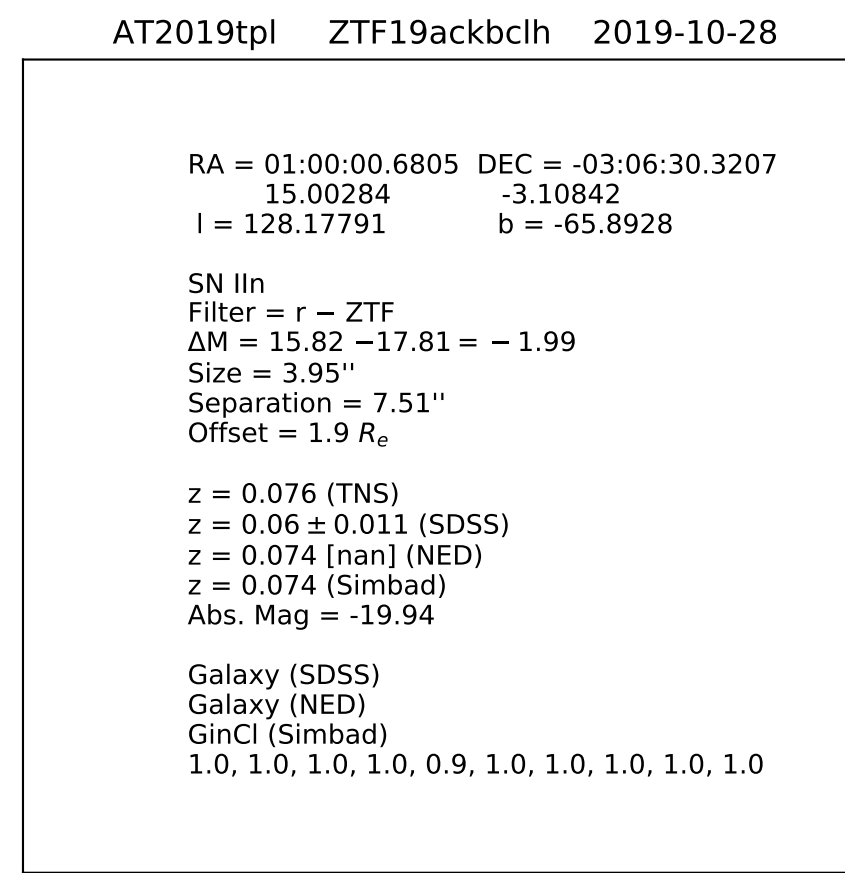 AT2019tpl ZTF19ackbclh 2019-10-28
RA = 01:00:00.6805 DEC = -03:06:30.3207
15.00284 -3.10842
l = 128.17791 b = -65.8928
SN IIn
Filter = r − ZTF
ΔM = 15.82 −17.81 = − 1.99
Size = 3.95''
Separation = 7.51''
Offset = 1.9 Rₑ
z = 0.076 (TNS)
z = 0.06 ± 0.011 (SDSS)
z = 0.074 [nan] (NED)
z = 0.074 (Simbad)
Abs. Mag = -19.94
Galaxy (SDSS)
Galaxy (NED)
GinCl (Simbad)
1.0, 1.0, 1.0, 1.0, 0.9, 1.0, 1.0, 1.0, 1.0, 1.0